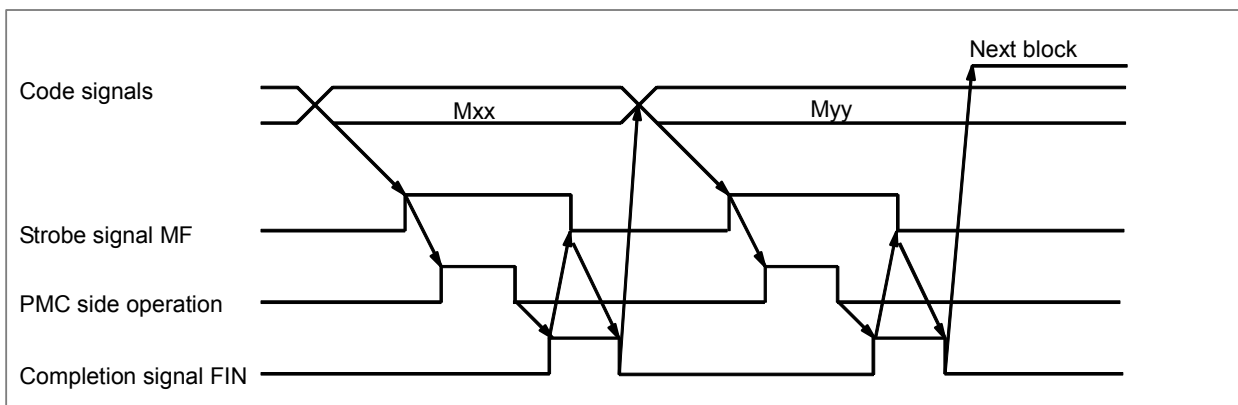 Next block
Code signals
Mxx
Myy
Strobe signal MF
PMC side operation
Completion signal FIN